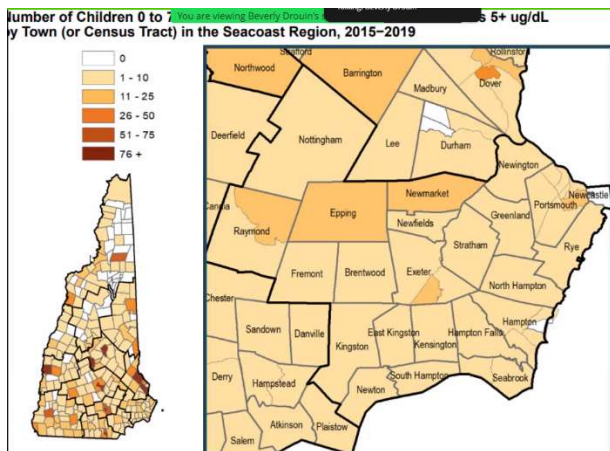 Number of Children 0 to
You are viewing Beverly Drouin's
5+ ug/dL
by Town (or Census Tract) in the Seacoast Region, 2015-2019
0
1 - 10
11 - 25
26 - 50
51 - 75
76 +
Northwood
Barrington
Rollinsford
Dover
Madbury
Deerfield
Nottingham
Lee
Durham
Newington
Newmarket
Newcastle
Portsmouth
Epping
Raymond
Newfields
Greenland
Rye
Stratham
Fremont
Brentwood
Exeter
North Hampton
Chester
Hampton
Sandown
Danville
East Kingston
Hampton Falls
Kingston
Kensington
Derry
Hampstead
South Hampton
Seabrook
Newton
Atkinson
Plaistow
Salem